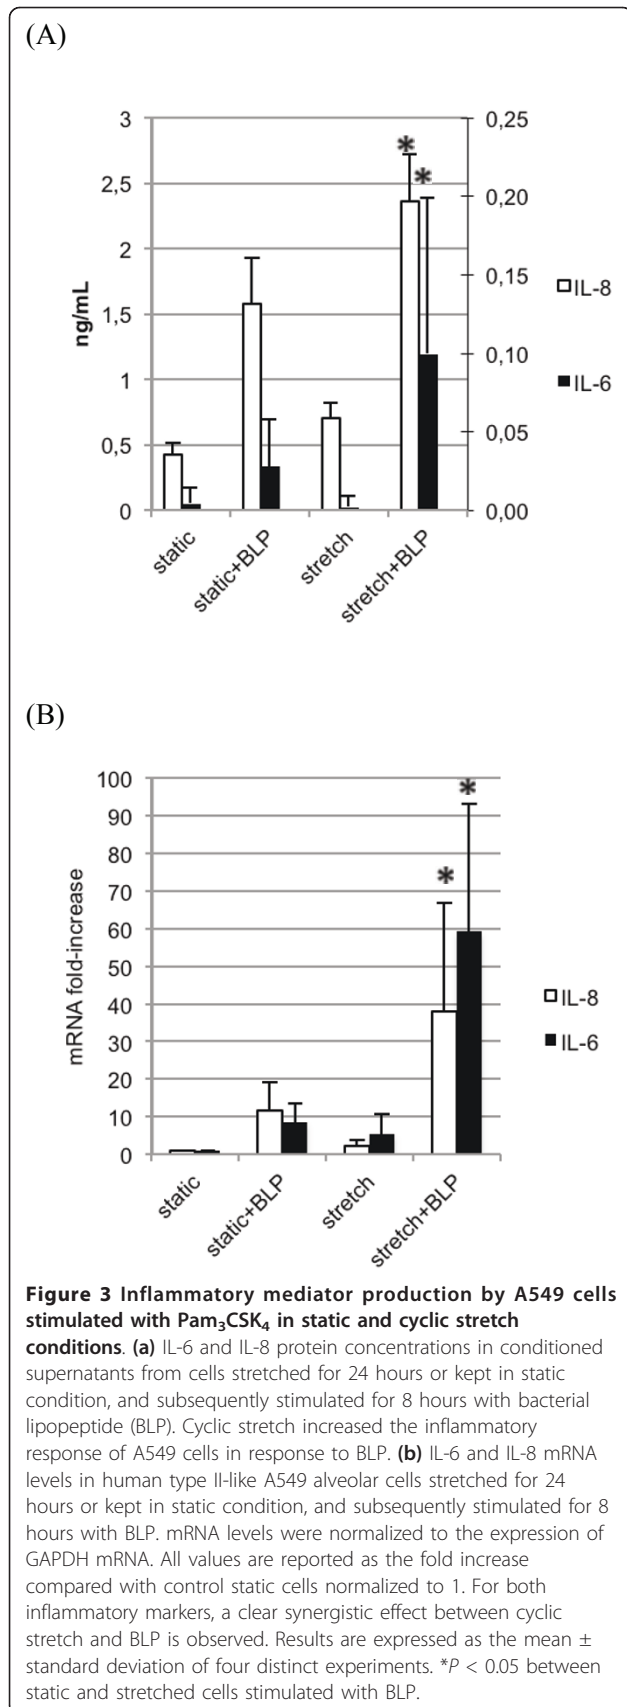 (A)
3
2,5
2
1,5
1
0,5
0
ng/mL
0,25
0,20
0,15
0,10
0,05
0,00
*
*
IL-8
IL-6
static
static+BLP
stretch
stretch+BLP
(B)
100
90
80
70
60
50
40
30
20
10
0
mRNA fold-increase
*
*
IL-8
IL-6
static
static+BLP
stretch
stretch+BLP
Figure 3 Inflammatory mediator production by A549 cells
stimulated with Pam₃CSK₄ in static and cyclic stretch
conditions. (a) IL-6 and IL-8 protein concentrations in conditioned
supernatants from cells stretched for 24 hours or kept in static
condition, and subsequently stimulated for 8 hours with bacterial
lipopeptide (BLP). Cyclic stretch increased the inflammatory
response of A549 cells in response to BLP. (b) IL-6 and IL-8 mRNA
levels in human type II-like A549 alveolar cells stretched for 24
hours or kept in static condition, and subsequently stimulated for 8
hours with BLP. mRNA levels were normalized to the expression of
GAPDH mRNA. All values are reported as the fold increase
compared with control static cells normalized to 1. For both
inflammatory markers, a clear synergistic effect between cyclic
stretch and BLP is observed. Results are expressed as the mean ±
standard deviation of four distinct experiments. *P < 0.05 between
static and stretched cells stimulated with BLP.